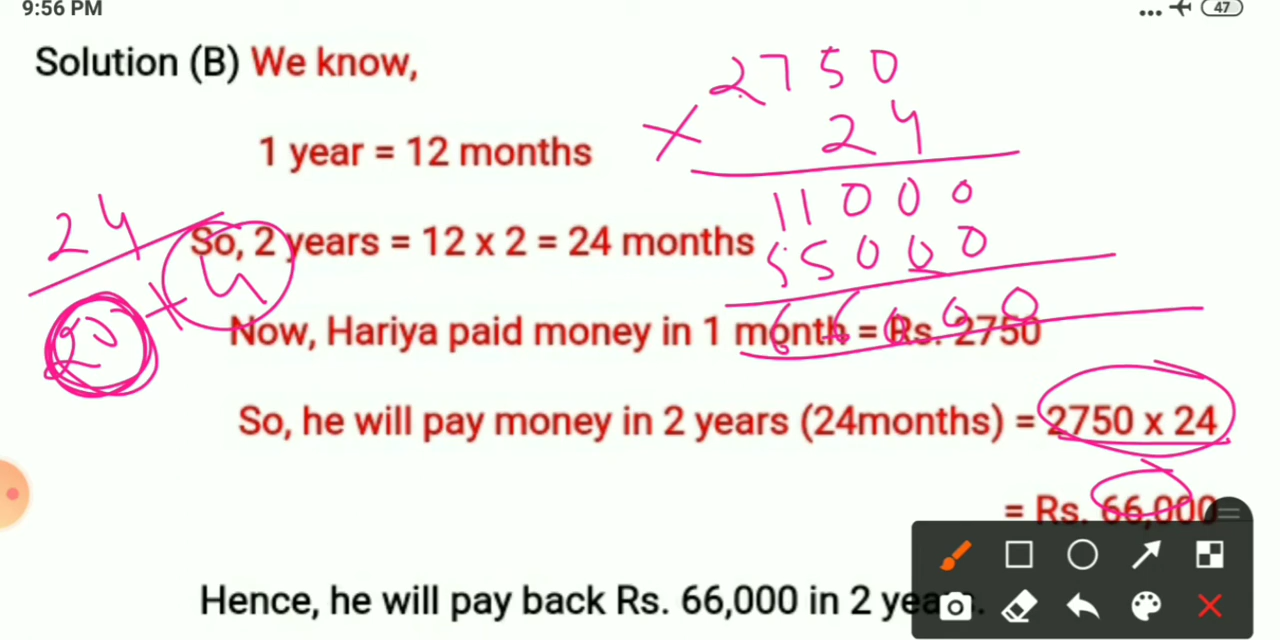 9:56 PM
47
Solution (B) We know,
2750
1 year = 12 months
× 24
11000
24
So, 2 years = 12 x 2 = 24 months
55000
20 + 4
66000
Now, Hariya paid money in 1 month = Rs. 2750
So, he will pay money in 2 years (24months) = 2750 x 24
= Rs. 66,000
Hence, he will pay back Rs. 66,000 in 2 years.